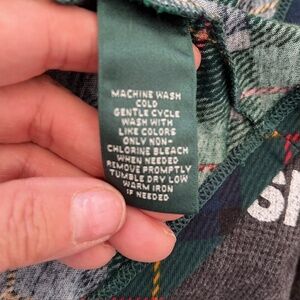 MACHINE WASH
COLD
GENTLE CYCLE
WASH WITH
LIKE COLORS
ONLY NON-
CHLORINE BLEACH
WHEN NEEDED
REMOVE PROMPTLY
TUMBLE DRY LOW
WARM IRON
IF NEEDED